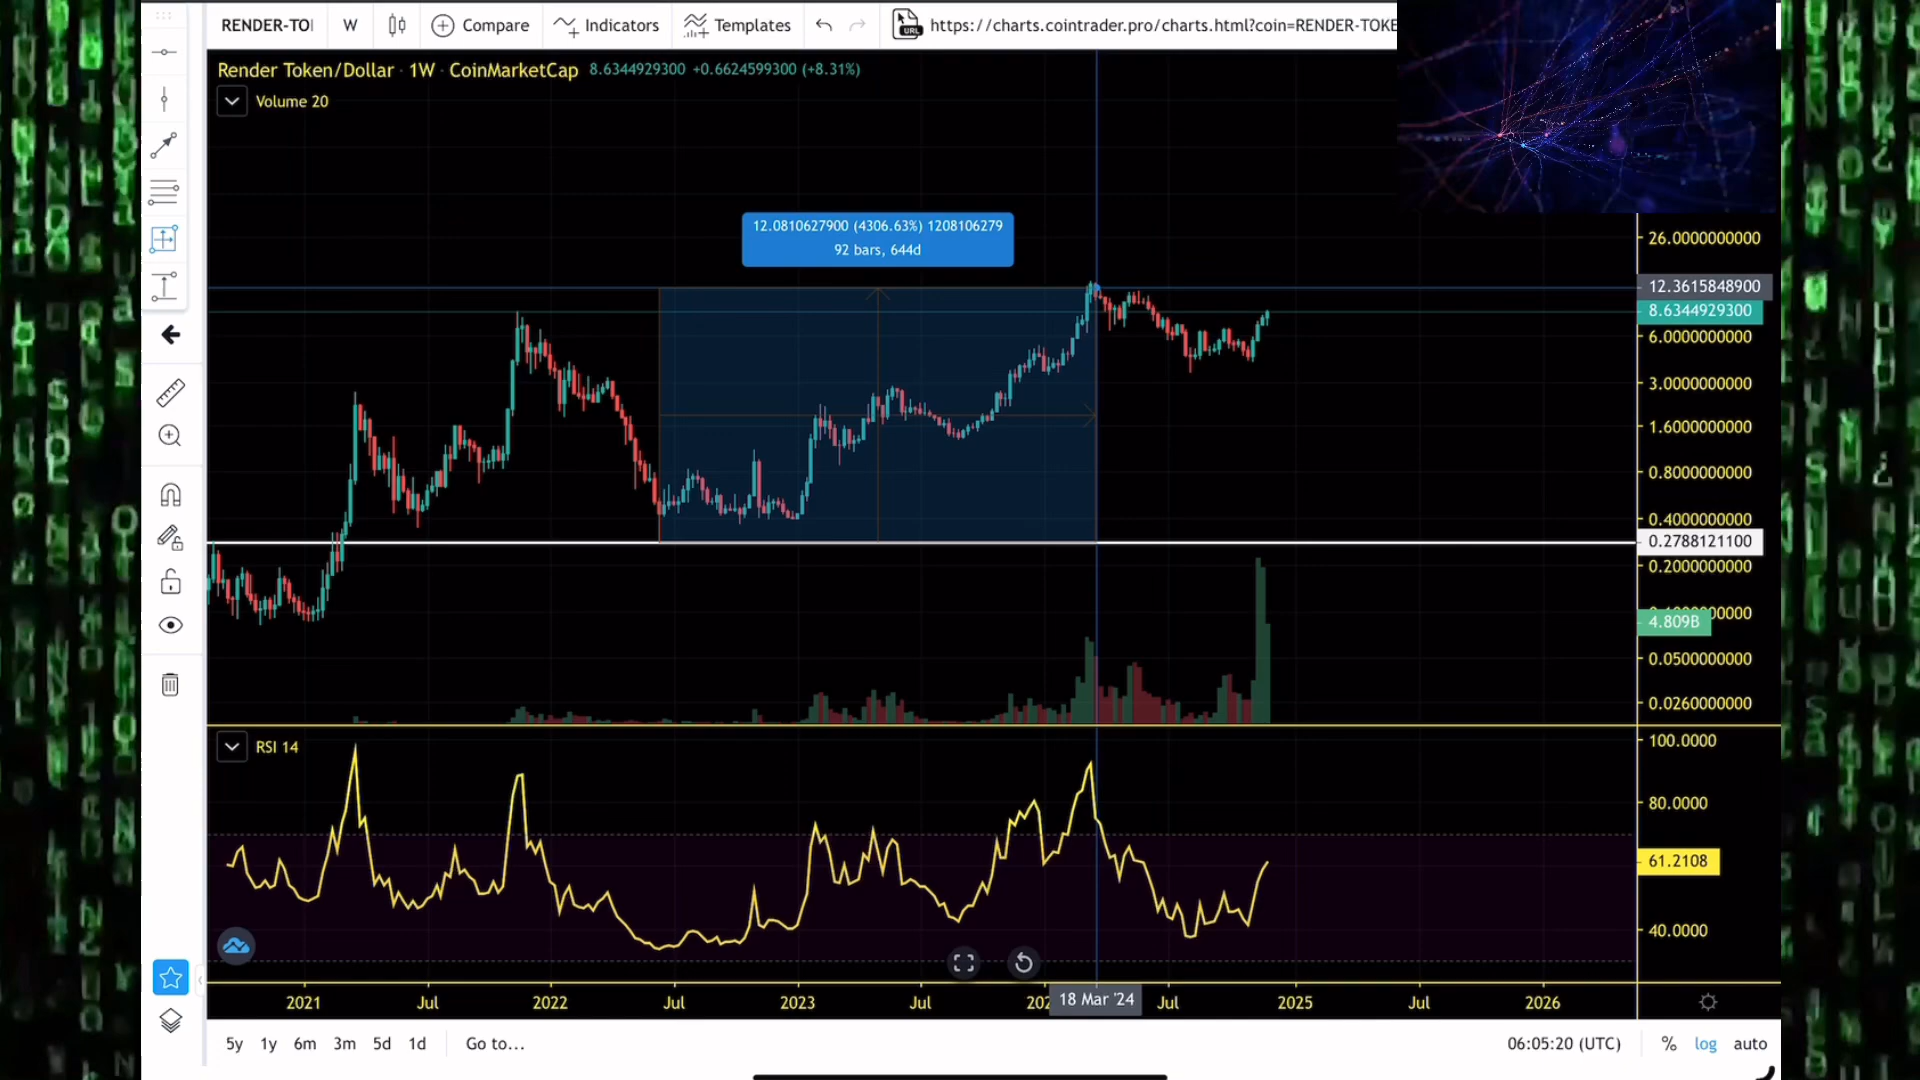 RENDER-TO
W
Compare
Indicators
Templates
URL
https://charts.cointrader.pro/charts.html?coin=RENDER-TOKE
Render Token/Dollar · 1W · CoinMarketCap 8.6344929300 +0.6624599300 (+8.31%)
Volume 20
12.0810627900 (4306.63%) 1208106279
92 bars, 644d
26.0000000000
12.3615848900
8.6344929300
6.0000000000
3.0000000000
1.6000000000
0.8000000000
0.4000000000
0.2788121100
0.2000000000
4.809B
0.0500000000
0.0260000000
RSI 14
100.0000
80.0000
61.2108
40.0000
2021 Jul 2022 Jul 2023 Jul 202 18 Mar '24 Jul 2025 Jul 2026
5y 1y 6m 3m 5d 1d Go to... 06:05:20 (UTC) % log auto